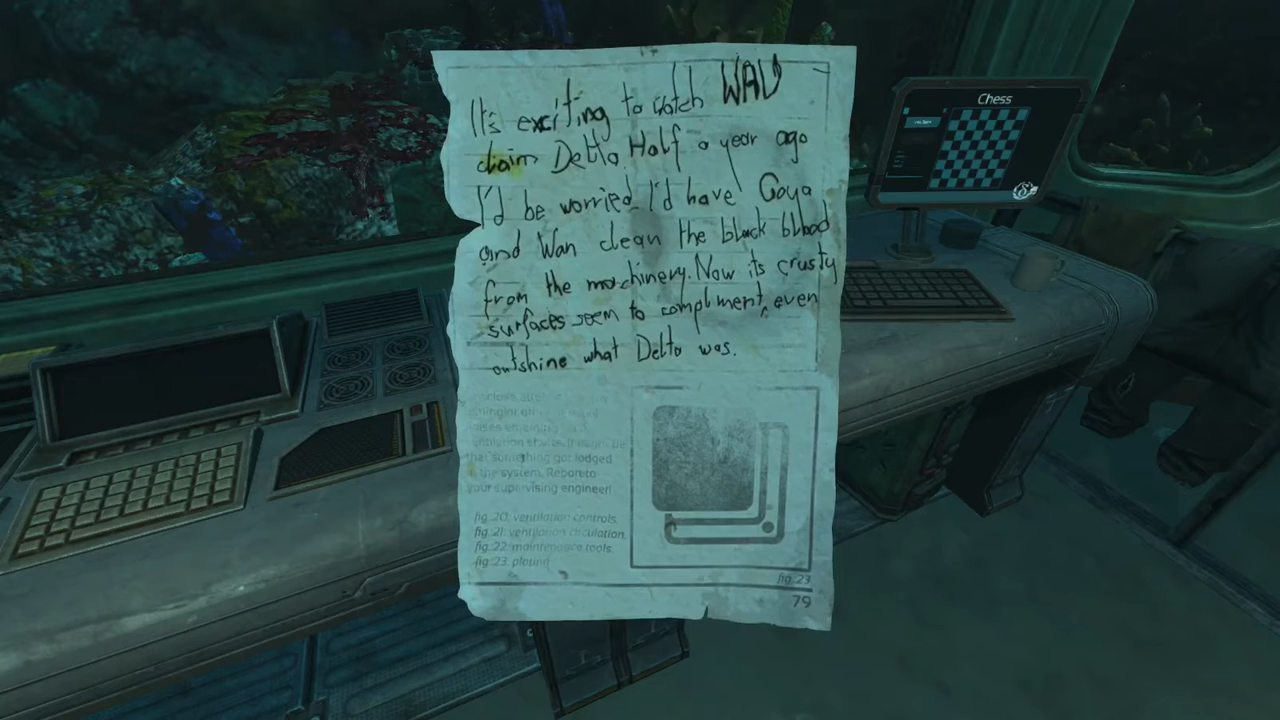 It's exciting to watch WAU
claim Delta. Half a year ago
I'd be worried. I'd have Goya
and Wan clean the black blood
from the machinery. Now its crusty
surfaces seem to compliment, even
outshine what Delta was.
that something got lodged
in the system. Report to
your supervising engineer!
fig 20: ventilation controls.
fig 21: ventilation circulation.
fig 22: maintenance tools.
fig 23: plating
fig 23
79
Chess